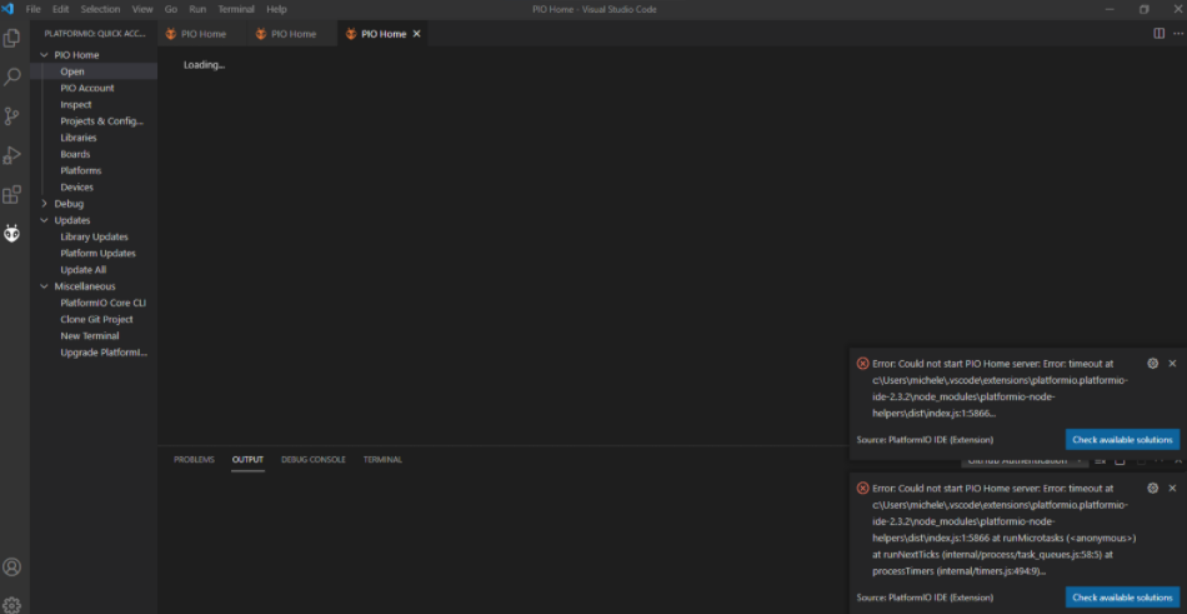 File Edit Selection View Go Run Terminal Help
PIO Home - Visual Studio Code
PLATFORMIO: QUICK ACC...
PIO Home
PIO Home
PIO Home
PIO Home
Open
PIO Account
Inspect
Projects & Config...
Libraries
Boards
Platforms
Devices
Debug
Updates
Library Updates
Platform Updates
Update All
Miscellaneous
PlatformIO Core CLI
Clone Git Project
New Terminal
Upgrade PlatformI...
Loading...
PROBLEMS OUTPUT DEBUG CONSOLE TERMINAL
GitHub Authentication
Error: Could not start PIO Home server: Error: timeout at
c:\Users\michele\.vscode\extensions\platformio.platformio-
ide-2.3.2\node_modules\platformio-node-
helpers\dist\index.js:1:5866...
Source: PlatformIO IDE (Extension)
Check available solutions
Error: Could not start PIO Home server: Error: timeout at
c:\Users\michele\.vscode\extensions\platformio.platformio-
ide-2.3.2\node_modules\platformio-node-
helpers\dist\index.js:1:5866 at runMicrotasks (<anonymous>)
at runNextTicks (internal/process/task_queues.js:58:5) at
processTimers (internal/timers.js:494:9)...
Source: PlatformIO IDE (Extension)
Check available solutions